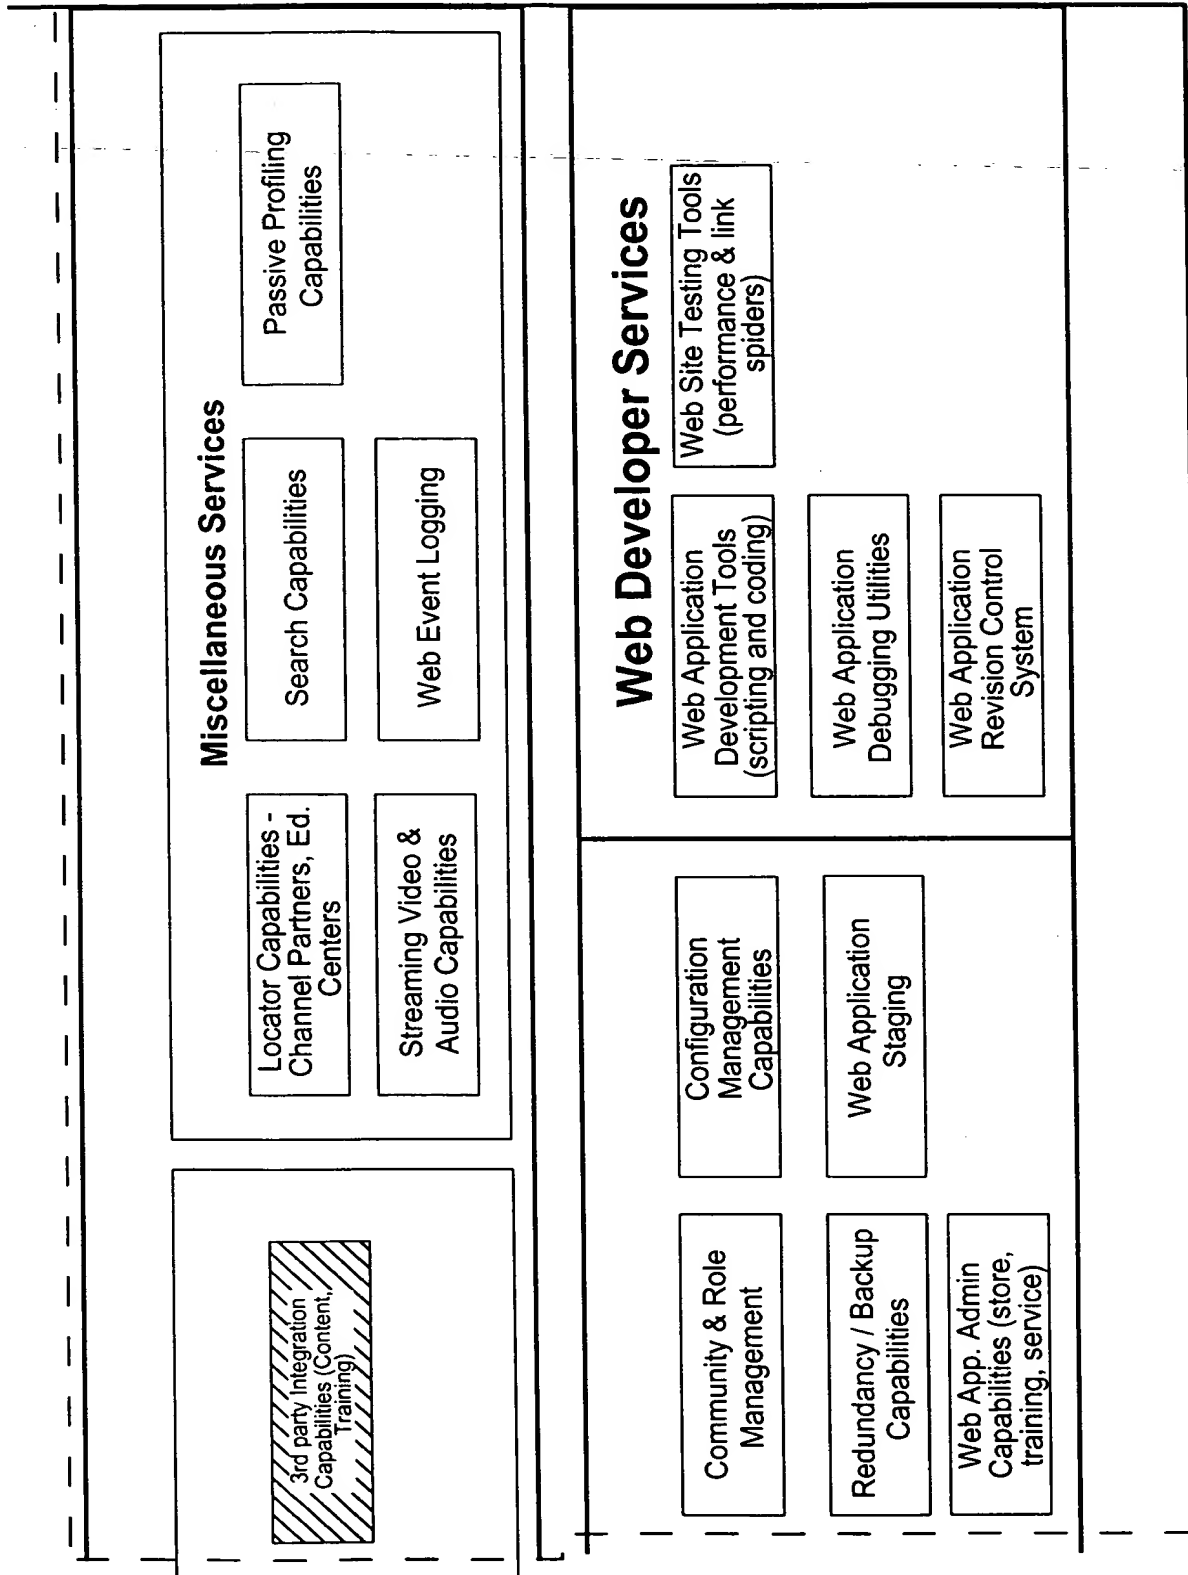 3rd party Integration
Capabilities (Content,
Training)
Miscellaneous Services
Locator Capabilities -
Channel Partners, Ed.
Centers
Search Capabilities
Passive Profiling
Capabilities
Streaming Video &
Audio Capabilities
Web Event Logging
Community & Role
Management
Configuration
Management
Capabilities
Redundancy / Backup
Capabilities
Web Application
Staging
Web App. Admin
Capabilities (store,
training, service)
Web Developer Services
Web Application
Development Tools
(scripting and coding)
Web Site Testing Tools
(performance & link
spiders)
Web Application
Debugging Utilities
Web Application
Revision Control
System